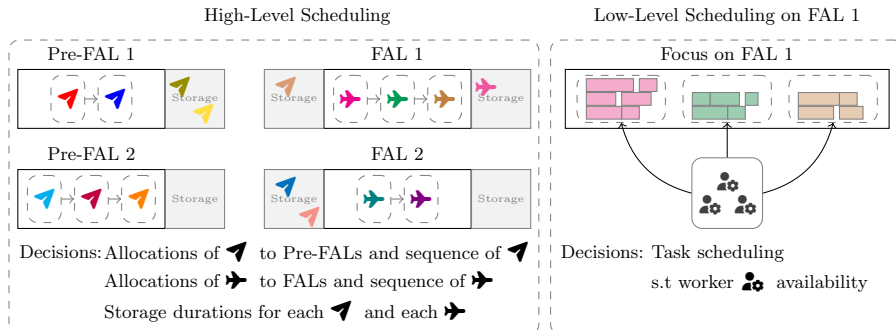 High-Level Scheduling
Pre-FAL 1
Storage
FAL 1
Storage
Storage
Pre-FAL 2
Storage
FAL 2
Storage
Storage
Decisions: Allocations of to Pre-FALs and sequence of
Allocations of to FALs and sequence of
Storage durations for each and each
Low-Level Scheduling on FAL 1
Focus on FAL 1
Decisions: Task scheduling
s.t worker availability